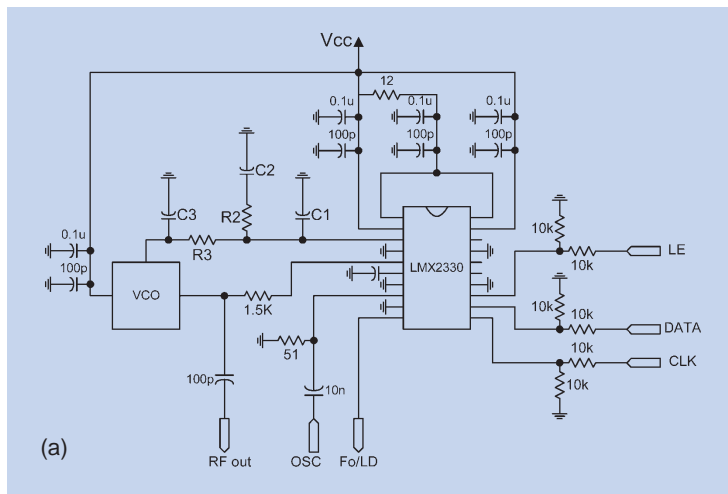 Vcc
12
0.1u
0.1u
0.1u
100p
100p
100p
C2
C3
R2
C1
R3
0.1u
100p
VCO
1.5K
LMX2330
10k
10k
LE
10k
10k
DATA
10k
CLK
10k
51
100p
10n
(a)
RF out
OSC
Fo/LD